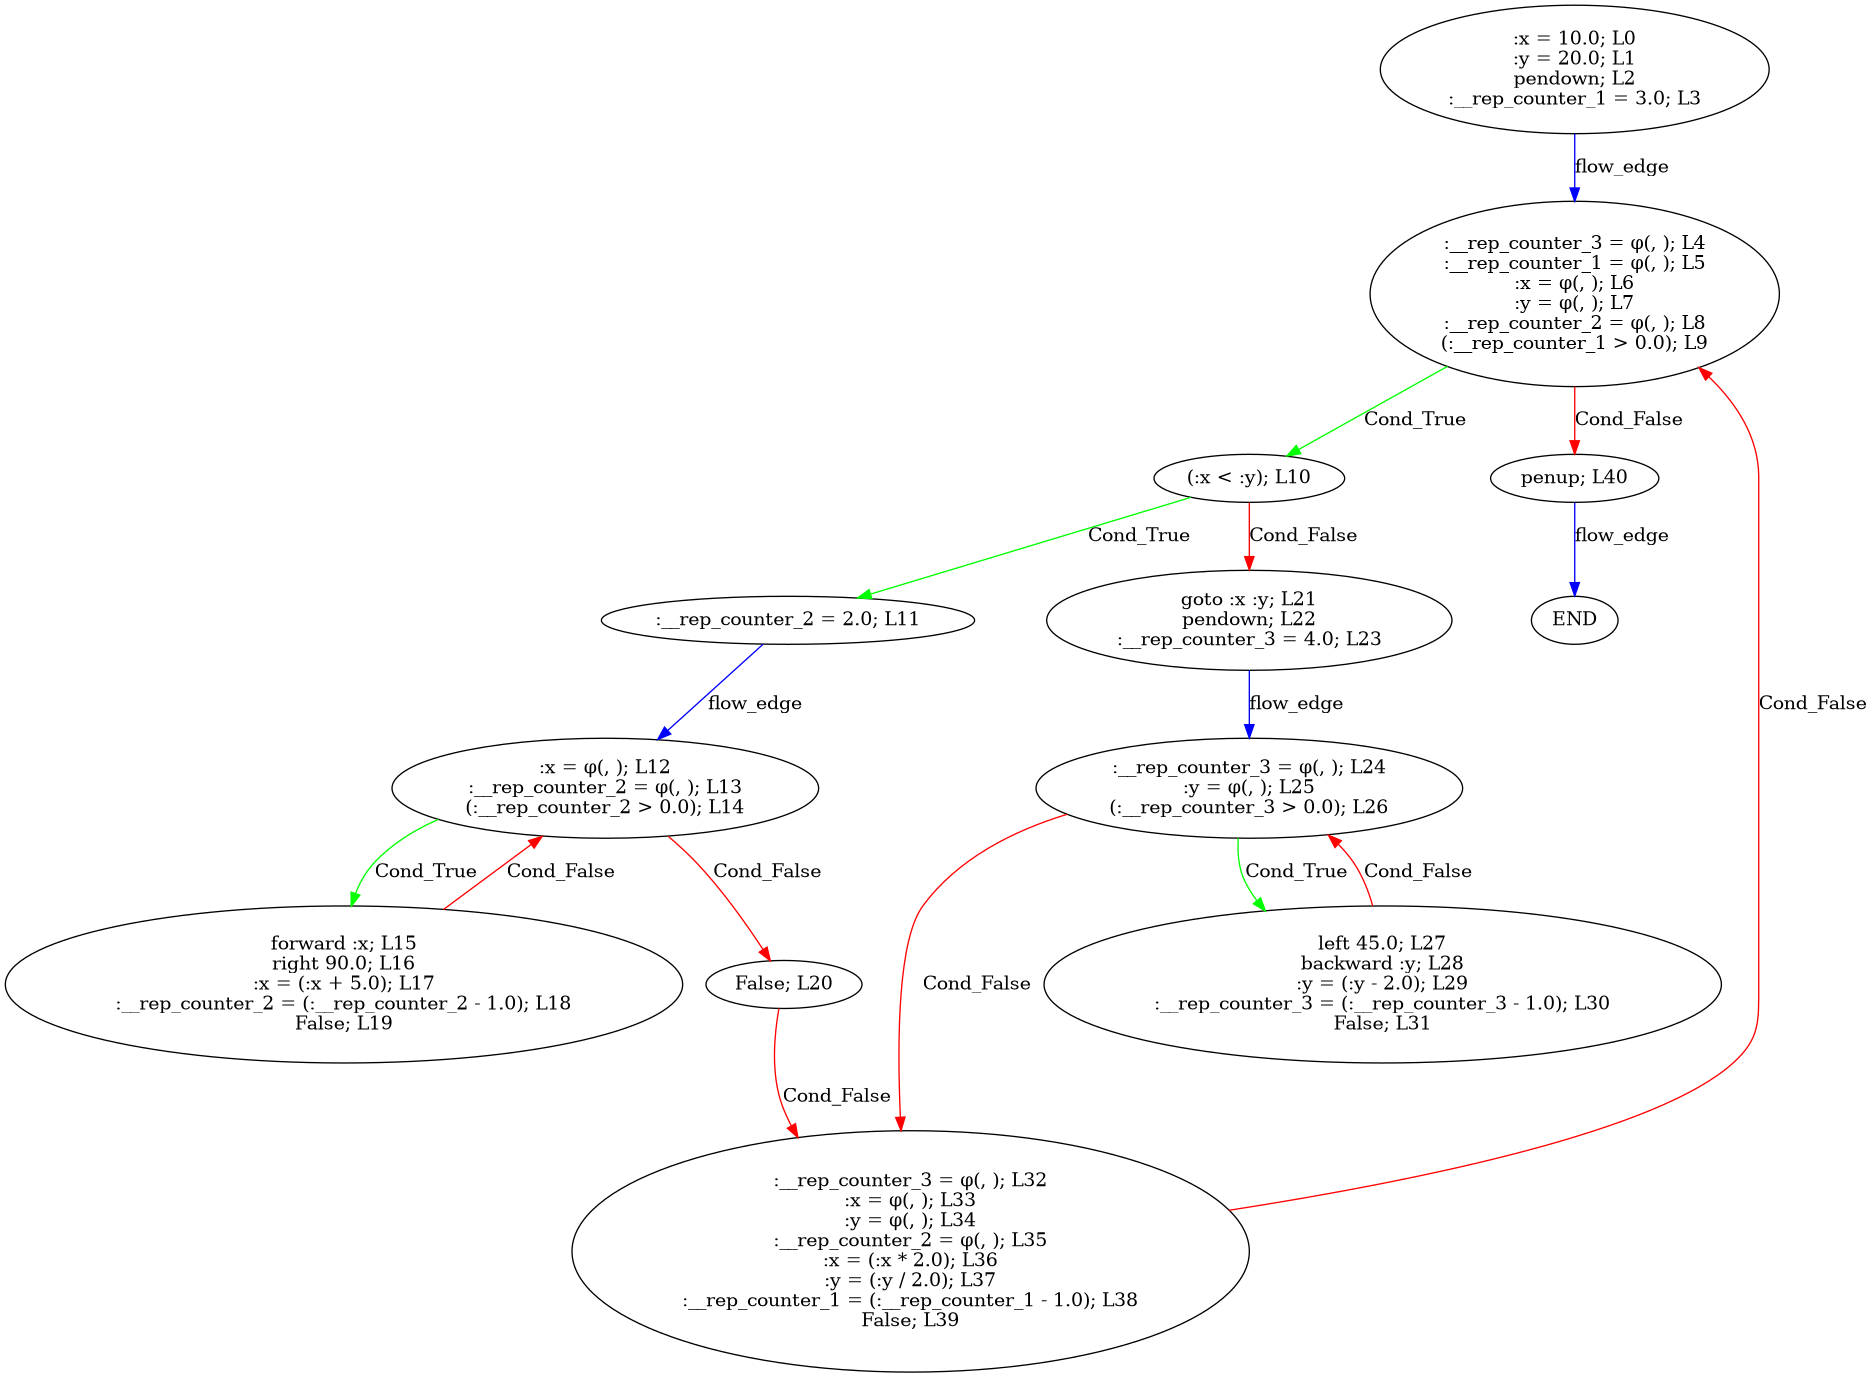 :x = 10.0; L0
:y = 20.0; L1
pendown; L2
:__rep_counter_1 = 3.0; L3
flow_edge
:__rep_counter_3 = φ(, ); L4
:__rep_counter_1 = φ(, ); L5
:x = φ(, ); L6
:y = φ(, ); L7
:__rep_counter_2 = φ(, ); L8
(:__rep_counter_1 > 0.0); L9
Cond_True
Cond_False
(:x < :y); L10
penup; L40
Cond_True
Cond_False
flow_edge
:__rep_counter_2 = 2.0; L11
goto :x :y; L21
pendown; L22
:__rep_counter_3 = 4.0; L23
END
flow_edge
flow_edge
Cond_False
:x = φ(, ); L12
:__rep_counter_2 = φ(, ); L13
(:__rep_counter_2 > 0.0); L14
:__rep_counter_3 = φ(, ); L24
:y = φ(, ); L25
(:__rep_counter_3 > 0.0); L26
Cond_True
Cond_False
Cond_False
Cond_True
Cond_False
forward :x; L15
right 90.0; L16
:x = (:x + 5.0); L17
:__rep_counter_2 = (:__rep_counter_2 - 1.0); L18
False; L19
False; L20
Cond_False
left 45.0; L27
backward :y; L28
:y = (:y - 2.0); L29
:__rep_counter_3 = (:__rep_counter_3 - 1.0); L30
False; L31
Cond_False
:__rep_counter_3 = φ(, ); L32
:x = φ(, ); L33
:y = φ(, ); L34
:__rep_counter_2 = φ(, ); L35
:x = (:x * 2.0); L36
:y = (:y / 2.0); L37
:__rep_counter_1 = (:__rep_counter_1 - 1.0); L38
False; L39